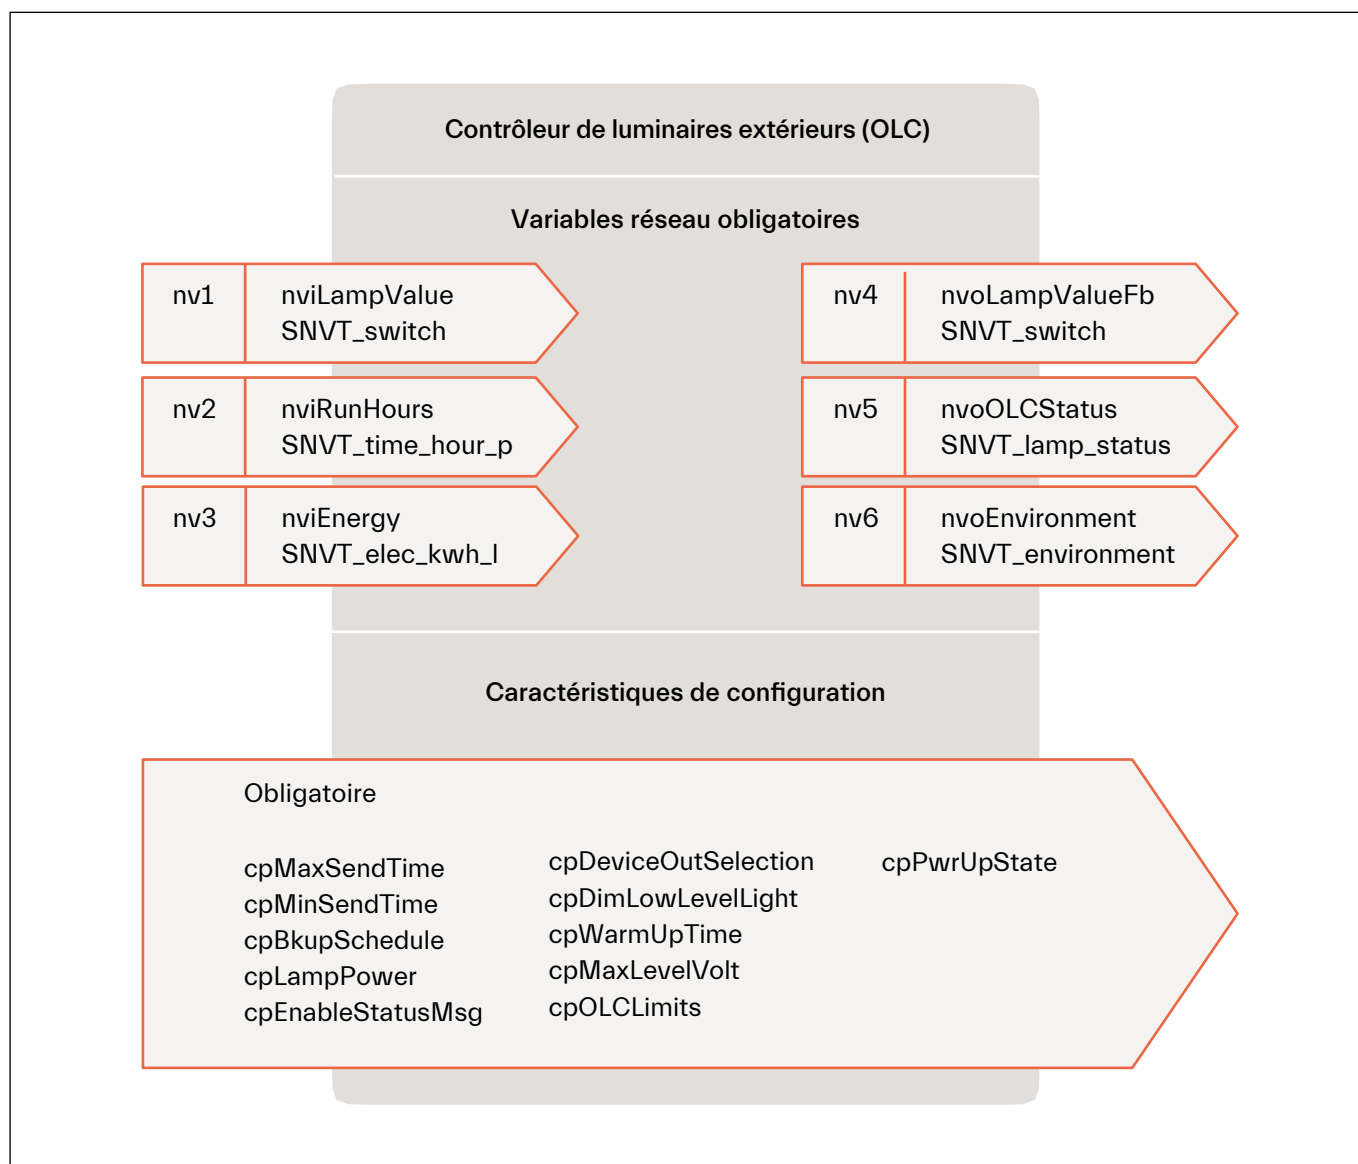 Contrôleur de luminaires extérieurs (OLC)
Variables réseau obligatoires
nv1
nviLampValue
SNVT_switch
nv2
nviRunHours
SNVT_time_hour_p
nv3
nviEnergy
SNVT_elec_kwh_l
nv4
nvoLampValueFb
SNVT_switch
nv5
nvoOLCStatus
SNVT_lamp_status
nv6
nvoEnvironment
SNVT_environment
Caractéristiques de configuration
Obligatoire
cpMaxSendTime
cpMinSendTime
cpBkupSchedule
cpLampPower
cpEnableStatusMsg
cpDeviceOutSelection
cpDimLowLevelLight
cpWarmUpTime
cpMaxLevelVolt
cpOLCLimits
cpPwrUpState